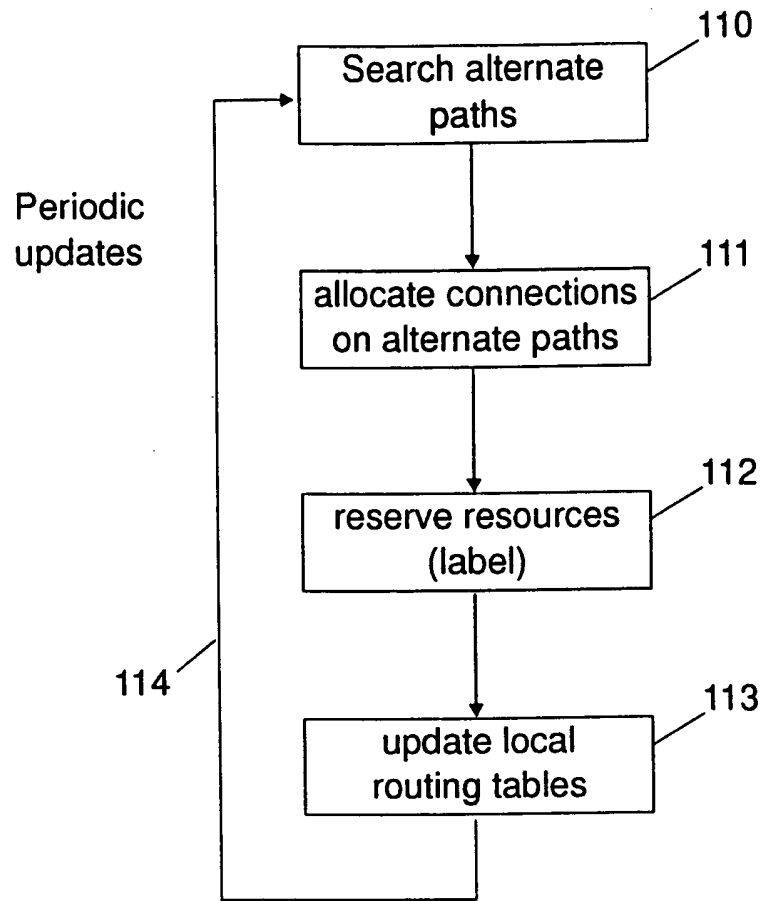 110
Search alternate
paths
Periodic
updates
111
allocate connections
on alternate paths
112
reserve resources
(label)
114
113
update local
routing tables